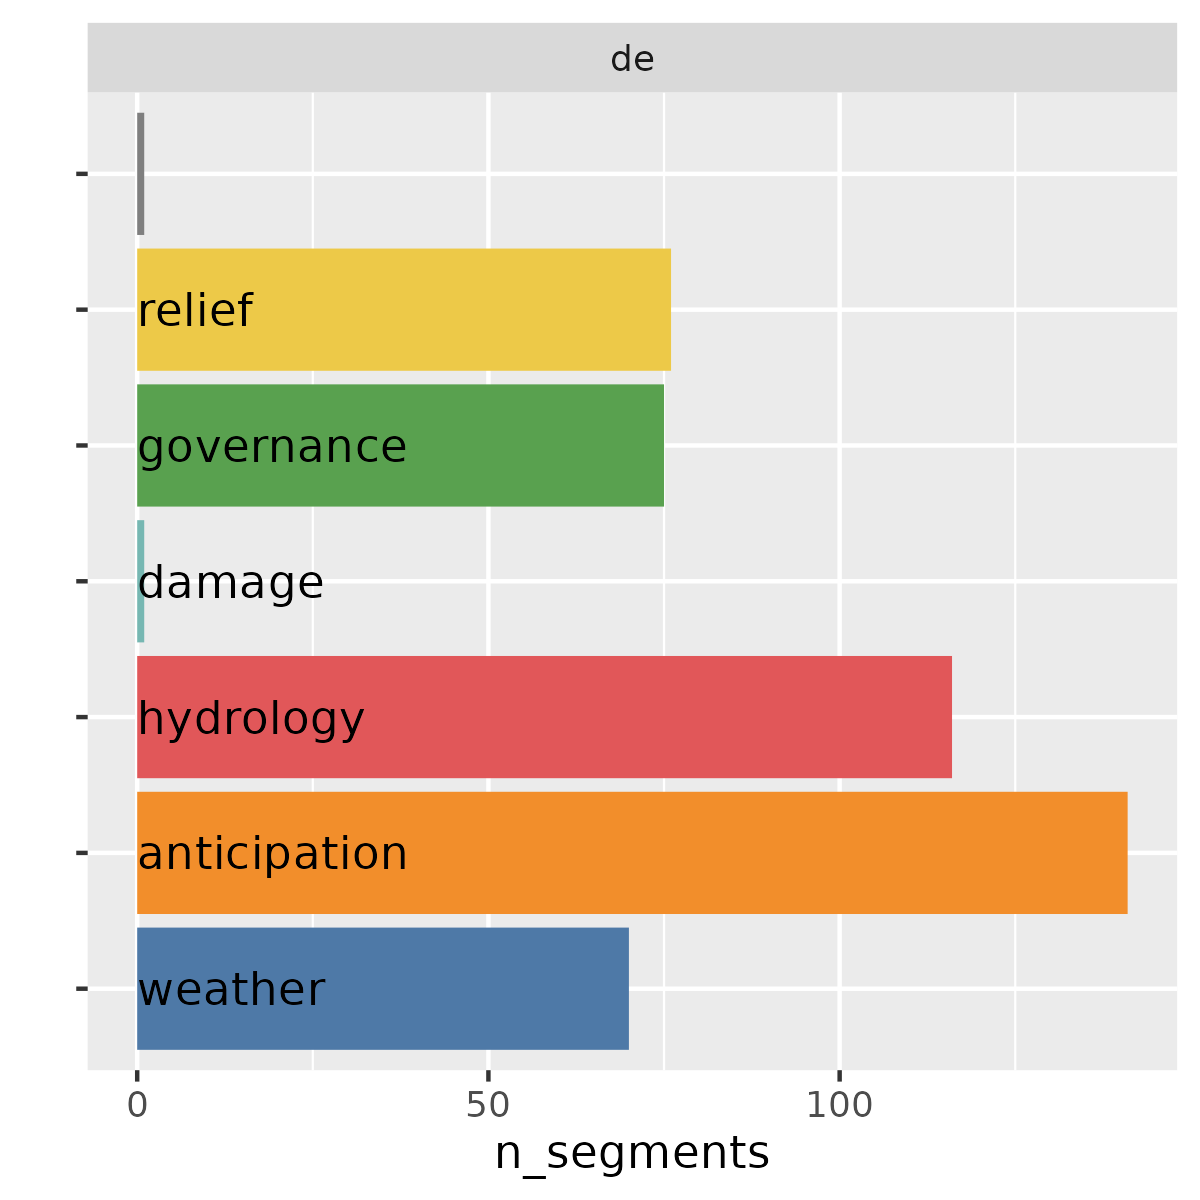 de
relief
governance
damage
hydrology
anticipation
weather
0 50 100
n_segments